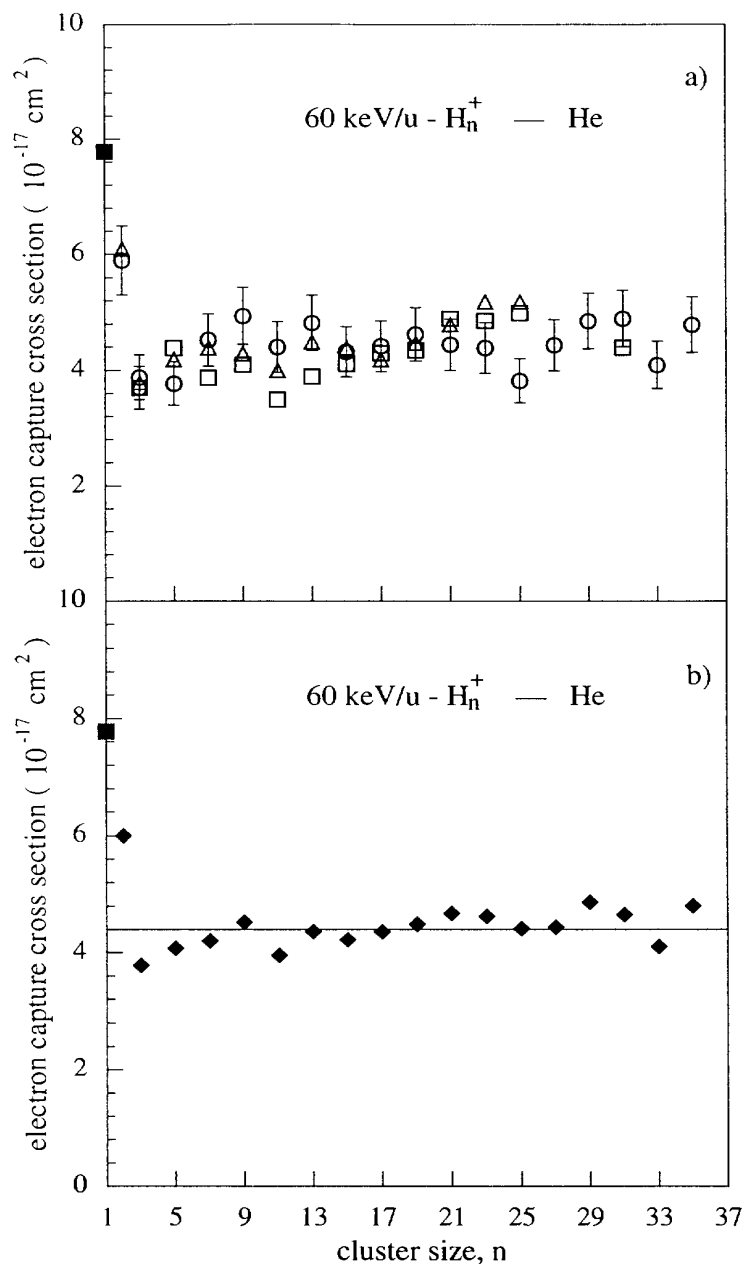 10
a)
60 keV/u - H_n^+ — He
8
6
4
2
electron capture cross section ( 10^-17 cm^2 )
10
b)
60 keV/u - H_n^+ — He
8
6
4
2
0
electron capture cross section ( 10^-17 cm^2 )
1 5 9 13 17 21 25 29 33 37
cluster size, n